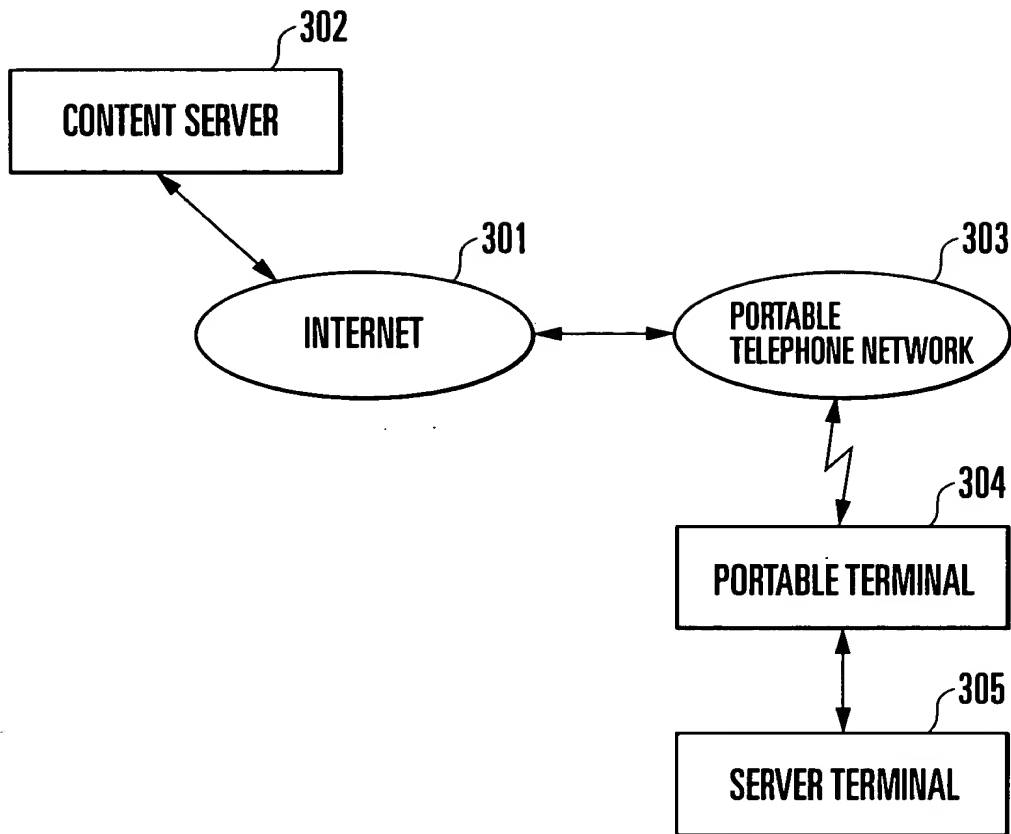 302
CONTENT SERVER
301
INTERNET
303
PORTABLE
TELEPHONE NETWORK
304
PORTABLE TERMINAL
305
SERVER TERMINAL